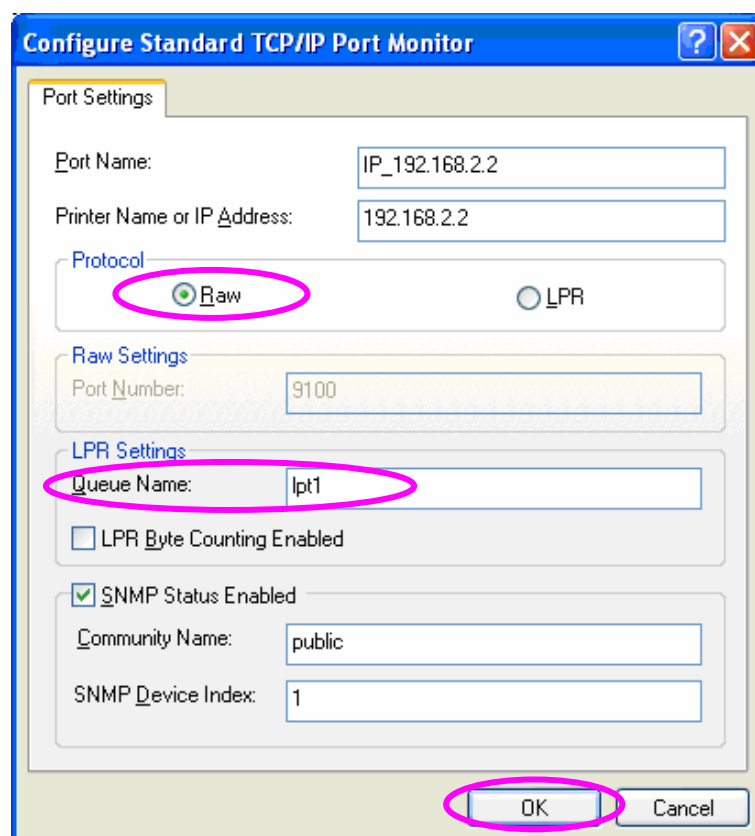 Configure Standard TCP/IP Port Monitor
?
Port Settings
Port Name: IP_192.168.2.2
Printer Name or IP Address: 192.168.2.2
Protocol
Raw LPR
Raw Settings
Port Number: 9100
LPR Settings
Queue Name: lpt1
LPR Byte Counting Enabled
SNMP Status Enabled
Community Name: public
SNMP Device Index: 1
OK Cancel